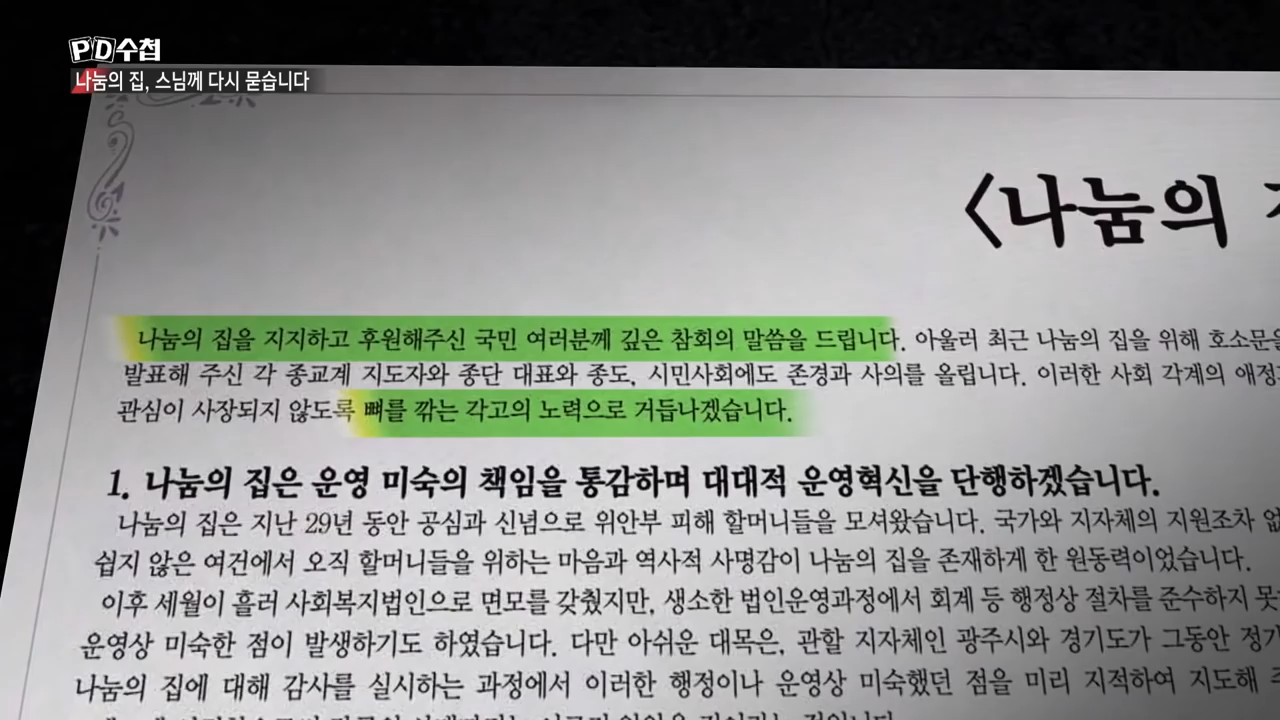 PD수첩
나눔의 집, 스님께 다시 묻습니다
<나눔의
나눔의 집을 지지하고 후원해주신 국민 여러분께 깊은 참회의 말씀을 드립니다. 아울러 최근 나눔의 집을 위해 호소문을
발표해 주신 각 종교계 지도자와 종단 대표와 종도, 시민사회에도 존경과 사의를 올립니다. 이러한 사회 각계의 애정과
관심이 사장되지 않도록 뼈를 깎는 각고의 노력으로 거듭나겠습니다.
1. 나눔의 집은 운영 미숙의 책임을 통감하며 대대적 운영혁신을 단행하겠습니다.
나눔의 집은 지난 29년 동안 공심과 신념으로 위안부 피해 할머니들을 모셔왔습니다. 국가와 지자체의 지원조차
쉽지 않은 여건에서 오직 할머니들을 위하는 마음과 역사적 사명감이 나눔의 집을 존재하게 한 원동력이었습니다.
이후 세월이 흘러 사회복지법인으로 면모를 갖췄지만, 생소한 법인운영과정에서 회계 등 행정상 절차를 준수하지 못
운영상 미숙한 점이 발생하기도 하였습니다. 다만 아쉬운 대목은, 관할 지자체인 광주시와 경기도가 그동안 정기
나눔의 집에 대해 감사를 실시하는 과정에서 이러한 행정이나 운영상 미숙했던 점을 미리 지적하여 지도해